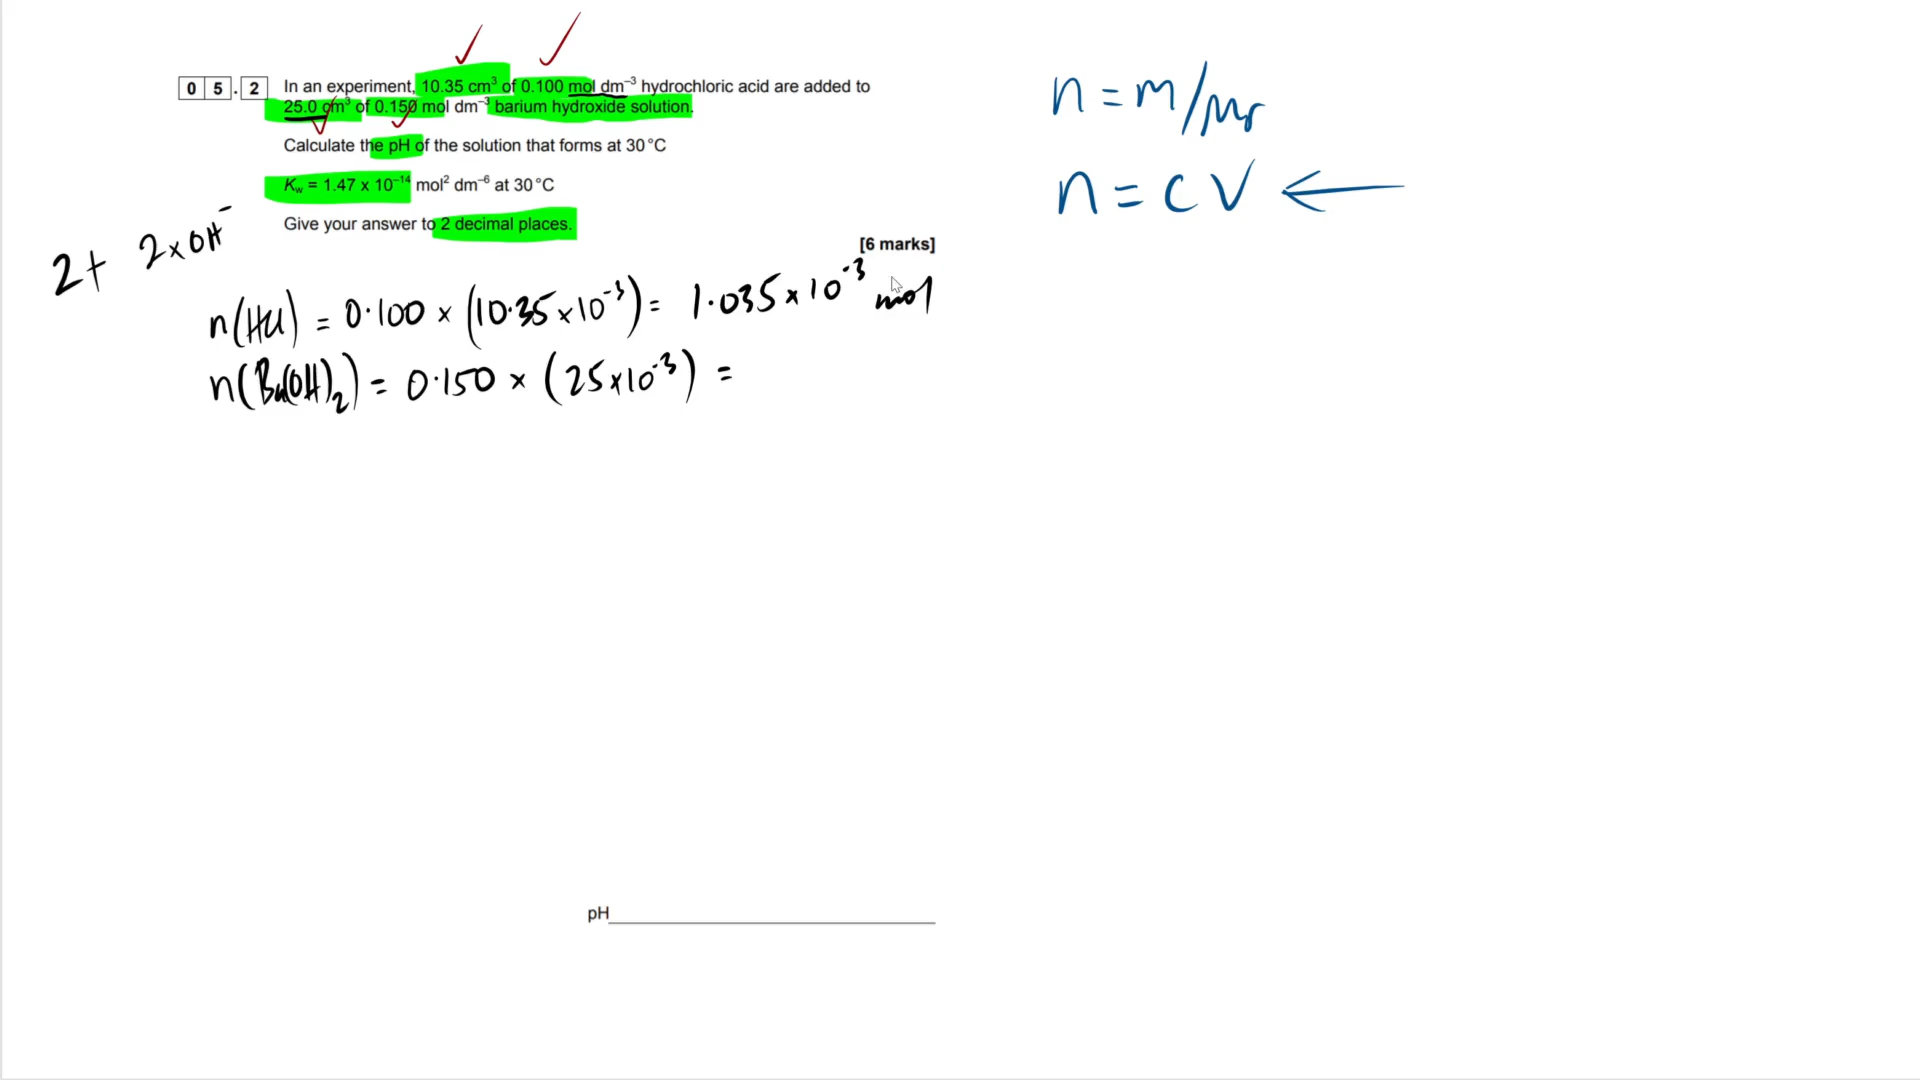 0 5 . 2 In an experiment, 10.35 cm³ of 0.100 mol dm⁻³ hydrochloric acid are added to
25.0 cm³ of 0.150 mol dm⁻³ barium hydroxide solution.
Calculate the pH of the solution that forms at 30 °C
Kw = 1.47 x 10⁻¹⁴ mol² dm⁻⁶ at 30 °C
Give your answer to 2 decimal places.
[6 marks]
n = m/Mr
n = CV ←
2+ 2×OH⁻
n(HCl) = 0.100 × (10.35×10⁻³) = 1.035×10⁻³ mol
n(Ba(OH)₂) = 0.150 × (25×10⁻³) =
pH